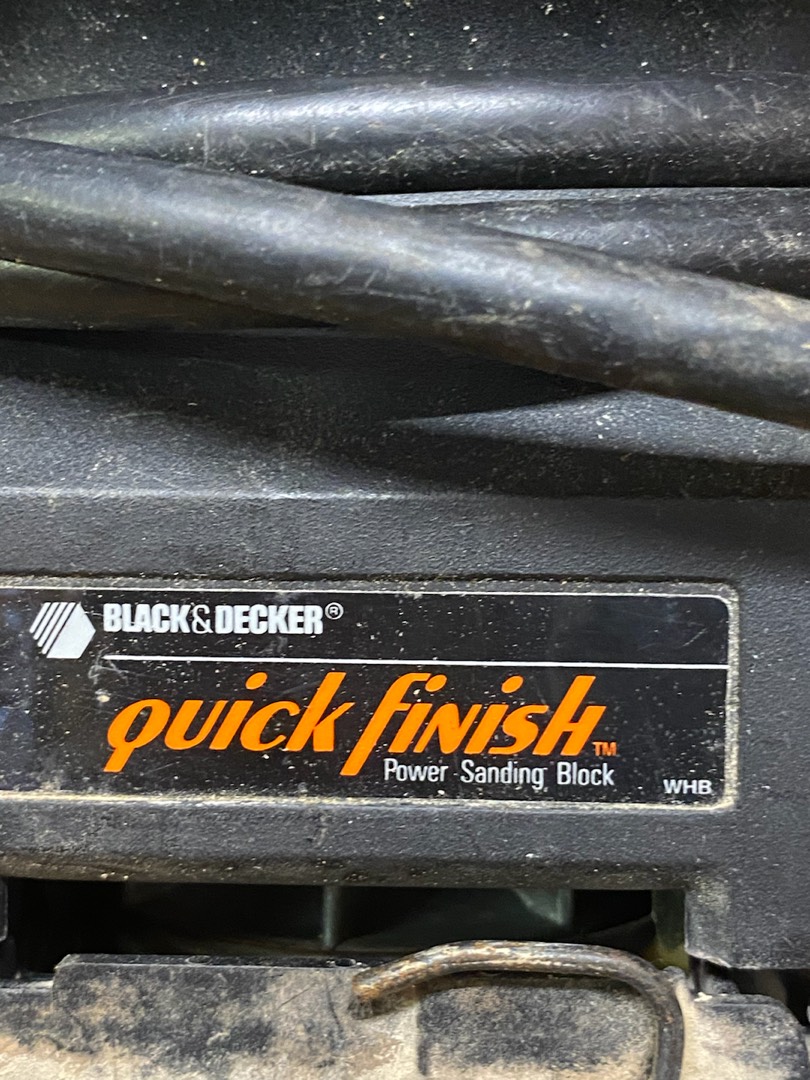 BLACK&DECKER®
QUICK FINISH™
Power Sanding Block
WHB